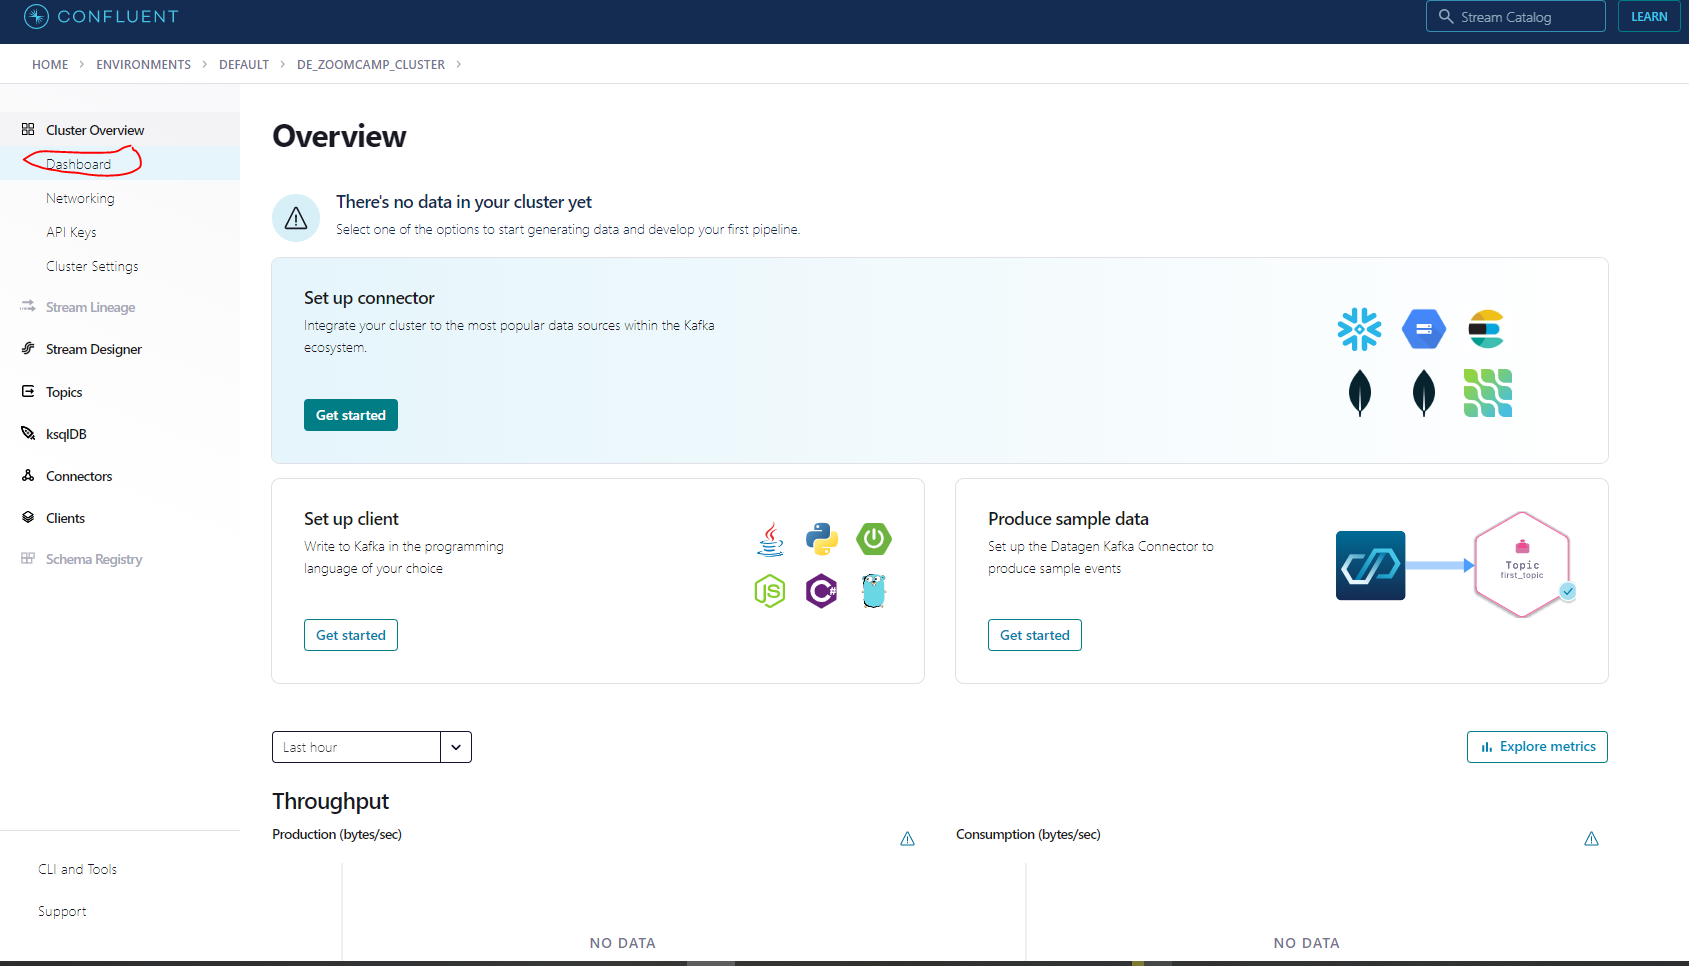 CONFLUENT
Stream Catalog
LEARN
HOME > ENVIRONMENTS > DEFAULT > DE_ZOOMCAMP_CLUSTER >
Cluster Overview
Dashboard
Networking
API Keys
Cluster Settings
Stream Lineage
Stream Designer
Topics
ksqlDB
Connectors
Clients
Schema Registry
CLI and Tools
Support
Overview
There's no data in your cluster yet
Select one of the options to start generating data and develop your first pipeline.
Set up connector
Integrate your cluster to the most popular data sources within the Kafka
ecosystem.
Get started
Set up client
Write to Kafka in the programming
language of your choice
JS
C#
Get started
Produce sample data
Set up the Datagen Kafka Connector to
produce sample events
Topic
first_topic
Get started
Last hour
Explore metrics
Throughput
Production (bytes/sec)
NO DATA
Consumption (bytes/sec)
NO DATA